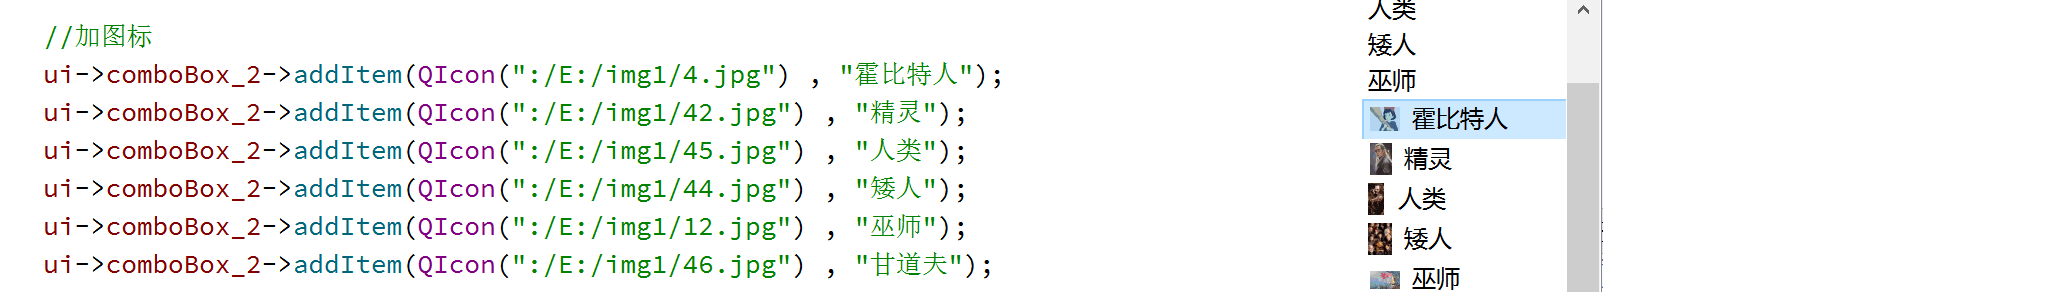 //加图标
ui->comboBox_2->addItem(QIcon(":/E:/img1/4.jpg") , "霍比特人");
ui->comboBox_2->addItem(QIcon(":/E:/img1/42.jpg") , "精灵");
ui->comboBox_2->addItem(QIcon(":/E:/img1/45.jpg") , "人类");
ui->comboBox_2->addItem(QIcon(":/E:/img1/44.jpg") , "矮人");
ui->comboBox_2->addItem(QIcon(":/E:/img1/12.jpg") , "巫师");
ui->comboBox_2->addItem(QIcon(":/E:/img1/46.jpg") , "甘道夫");
人类
矮人
巫师
霍比特人
精灵
人类
矮人
巫师